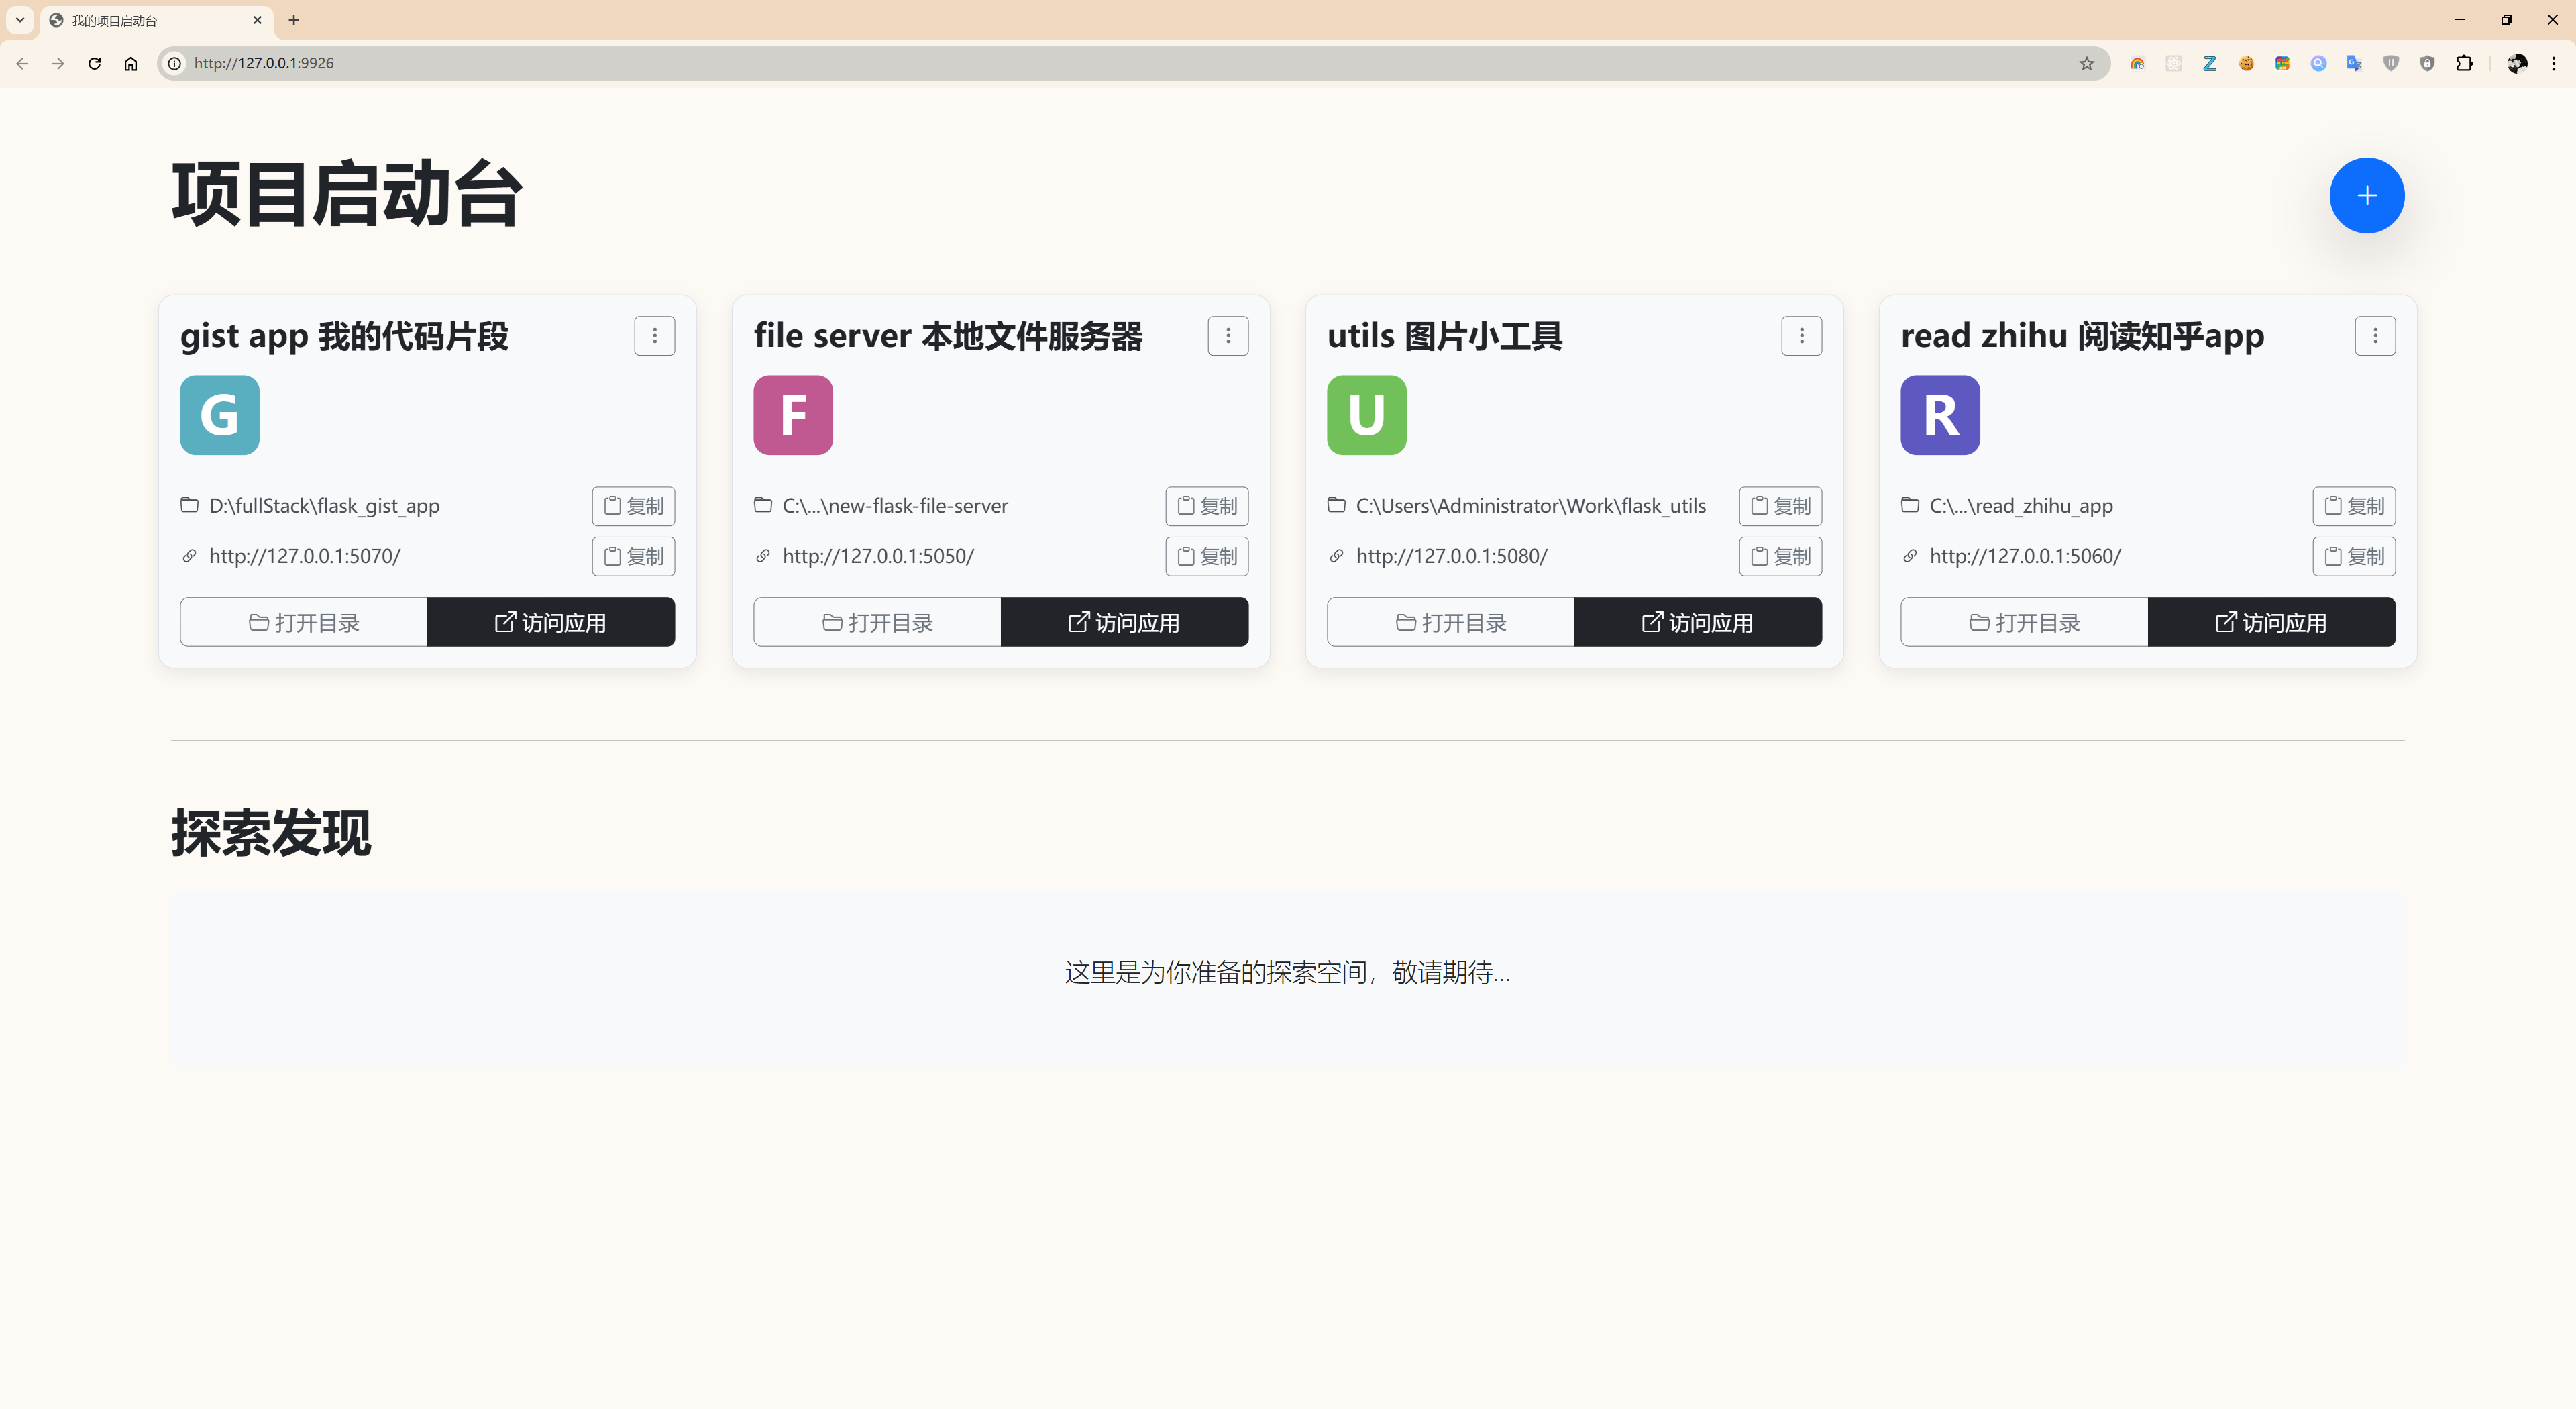 我的项目启动台
http://127.0.0.1:9926
项目启动台
gist app 我的代码片段
G
D:\fullStack\flask_gist_app
复制
http://127.0.0.1:5070/
复制
打开目录
访问应用
file server 本地文件服务器
F
C:\...\new-flask-file-server
复制
http://127.0.0.1:5050/
复制
打开目录
访问应用
utils 图片小工具
U
C:\Users\Administrator\Work\flask_utils
复制
http://127.0.0.1:5080/
复制
打开目录
访问应用
read zhihu 阅读知乎app
R
C:\...\read_zhihu_app
复制
http://127.0.0.1:5060/
复制
打开目录
访问应用
探索发现
这里是为你准备的探索空间，敬请期待...